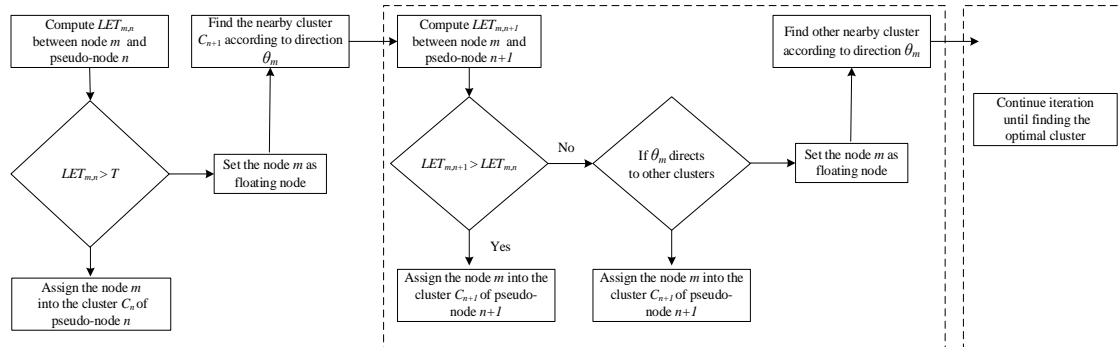 Compute LETm,n
between node m and
pseudo-node n
LETm,n > T
Assign the node m
into the cluster Cn of
pseudo-node n
Set the node m as
floating node
Find the nearby cluster
Cn+1 according to direction
θm
Compute LETm,n+1
between node m and
psedo-node n+1
LETm,n+1 > LETm,n
Yes
No
Assign the node m into the
cluster Cn+1 of pseudo-
node n+1
If θm directs
to other clusters
Assign the node m into the
cluster Cn+1 of pseudo-
node n+1
Set the node m as
floating node
Find other nearby cluster
according to direction θm
Continue iteration
until finding the
optimal cluster